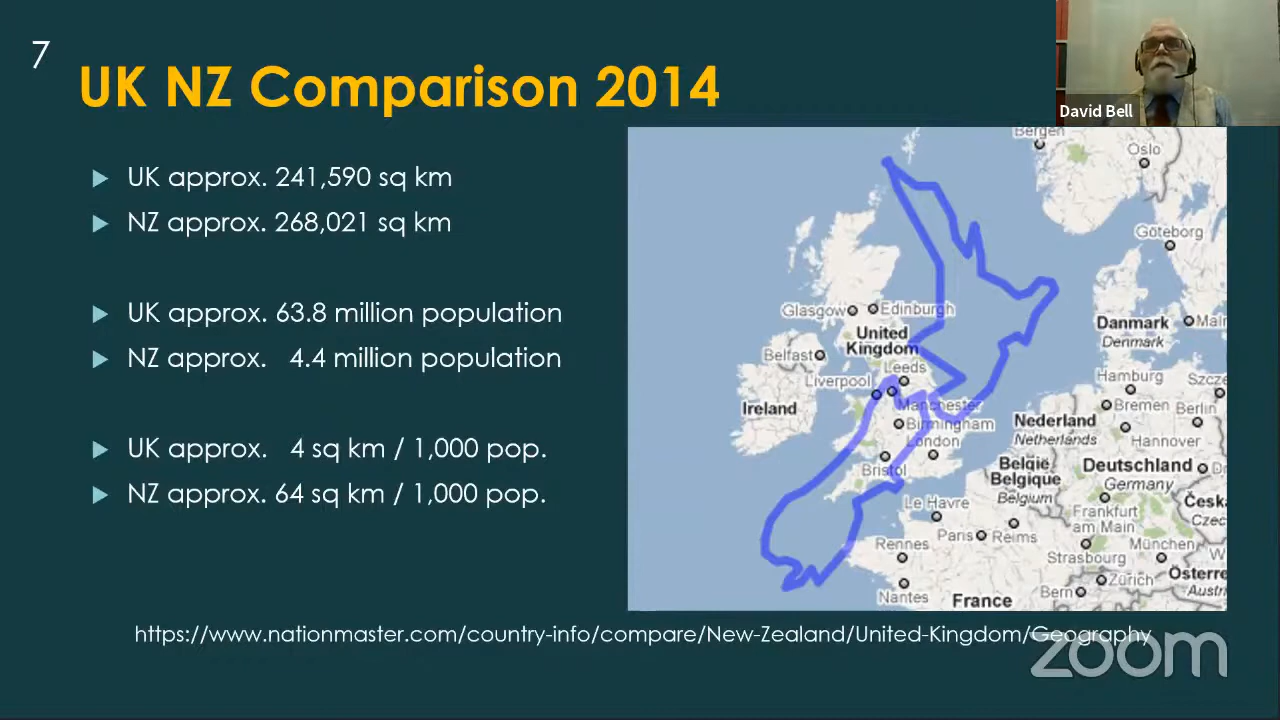 7
UK NZ Comparison 2014
David Bell
UK approx. 241,590 sq km
NZ approx. 268,021 sq km
UK approx. 63.8 million population
NZ approx. 4.4 million population
UK approx. 4 sq km / 1,000 pop.
NZ approx. 64 sq km / 1,000 pop.
Bergen
Oslo
Göteborg
Glasgow
Edinburgh
United
Kingdom
Danmark
Denmark
Belfast
Leeds
Liverpool
Manchester
Hamburg
Ireland
Bremen
Berlin
Birmingham
Nederland
Netherlands
Hannover
London
Bristol
België
Belgique
Belgium
Deutschland
Germany
Le Havre
Frankfurt
am Main
Paris
Reims
Rennes
Strasbourg
München
Zürich
Nantes
France
Bern
https://www.nationmaster.com/country-info/compare/New-Zealand/United-Kingdom/Geography
zoom